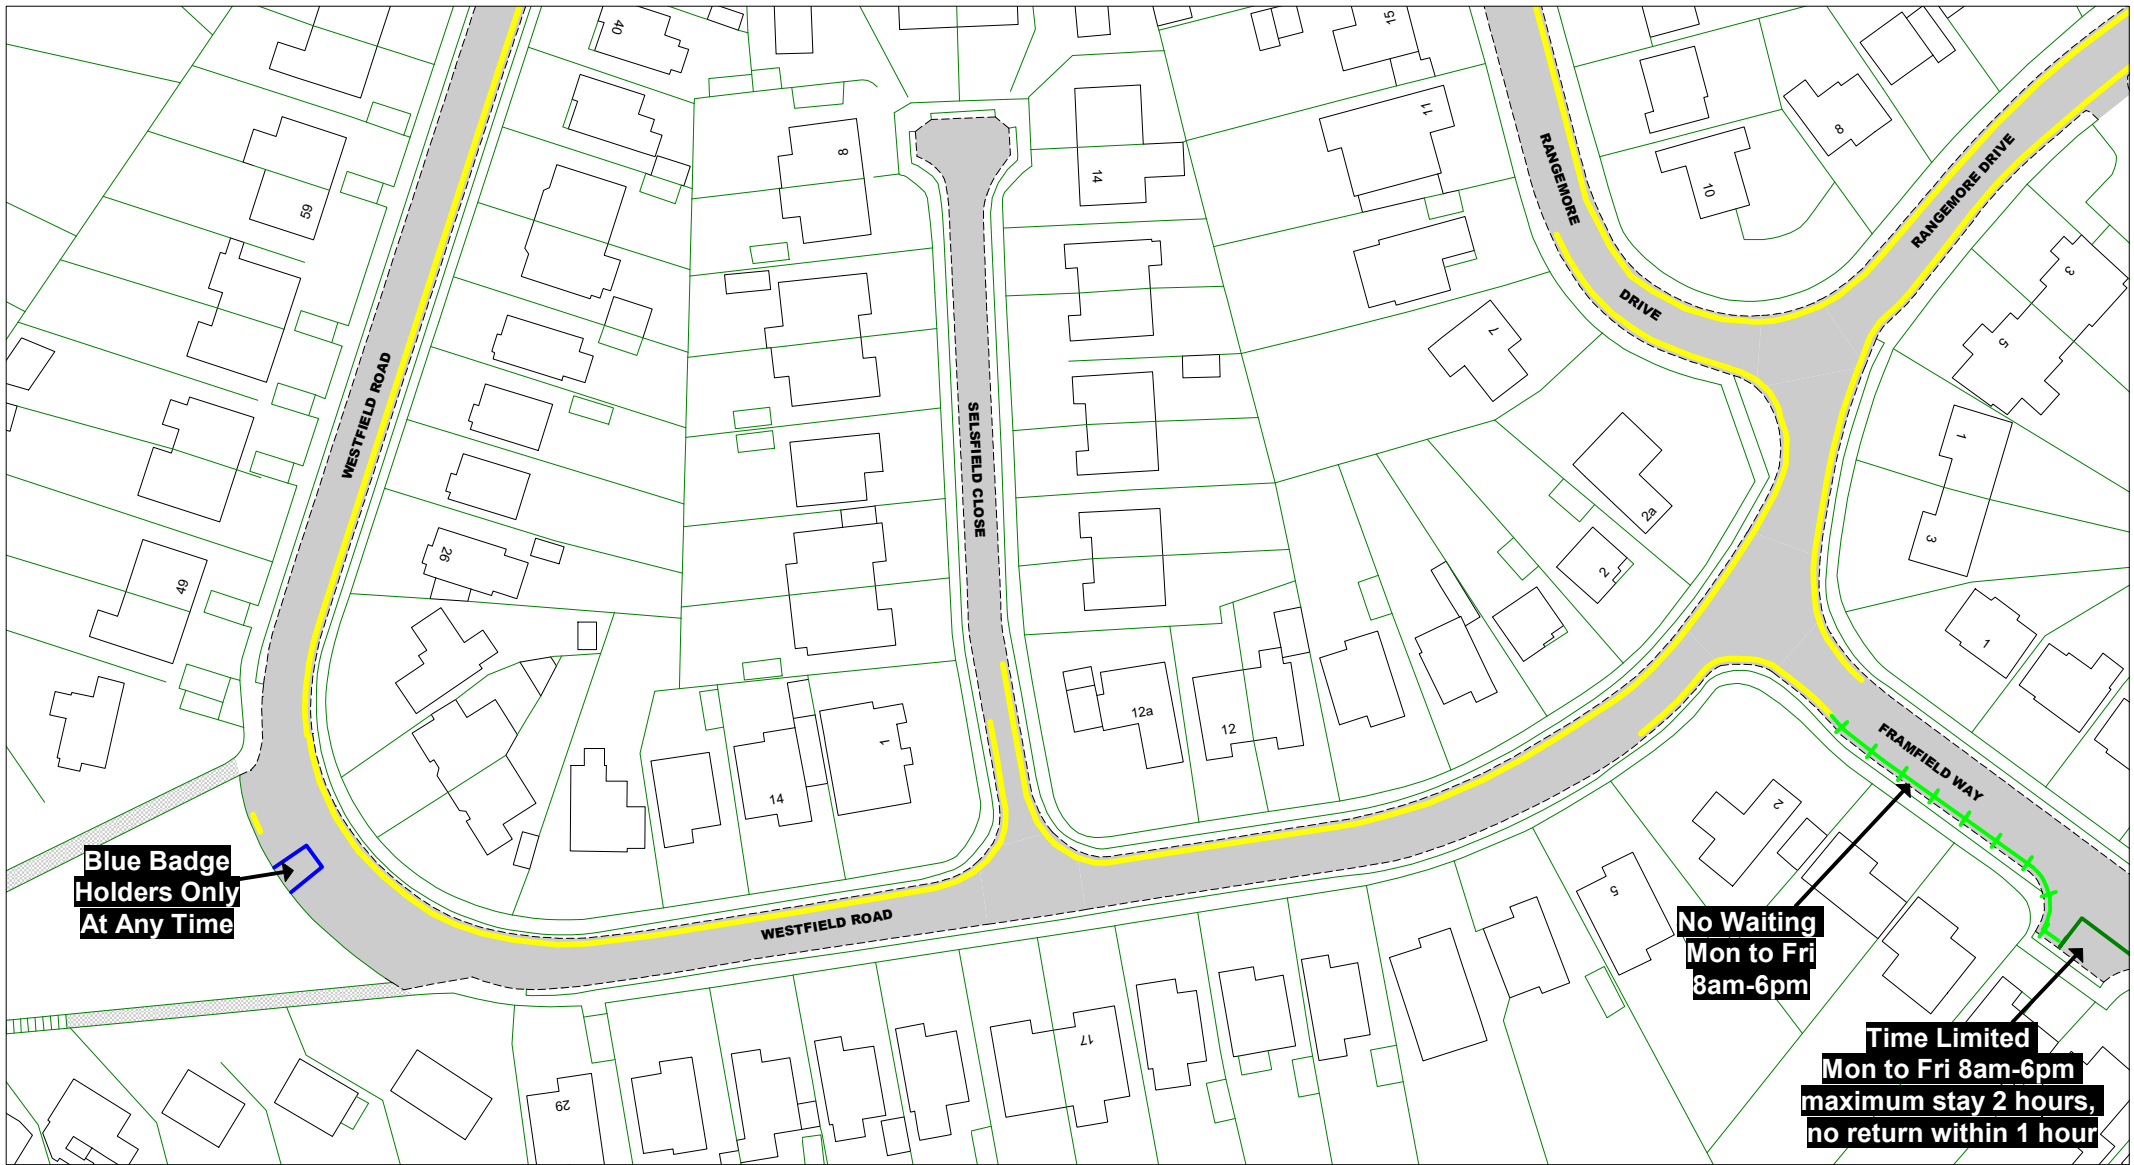 40
15
59
8
14
11
10
8
RANGEMORE
RANGEMORE DRIVE
DRIVE
3
5
7
WESTFIELD ROAD
SELSFIELD CLOSE
1
3
2a
2
26
49
1
12a
12
14
1
FRAMFIELD WAY
2
5
WESTFIELD ROAD
17
29
Blue Badge
Holders Only
At Any Time
No Waiting
Mon to Fri
8am-6pm
Time Limited
Mon to Fri 8am-6pm
maximum stay 2 hours,
no return within 1 hour